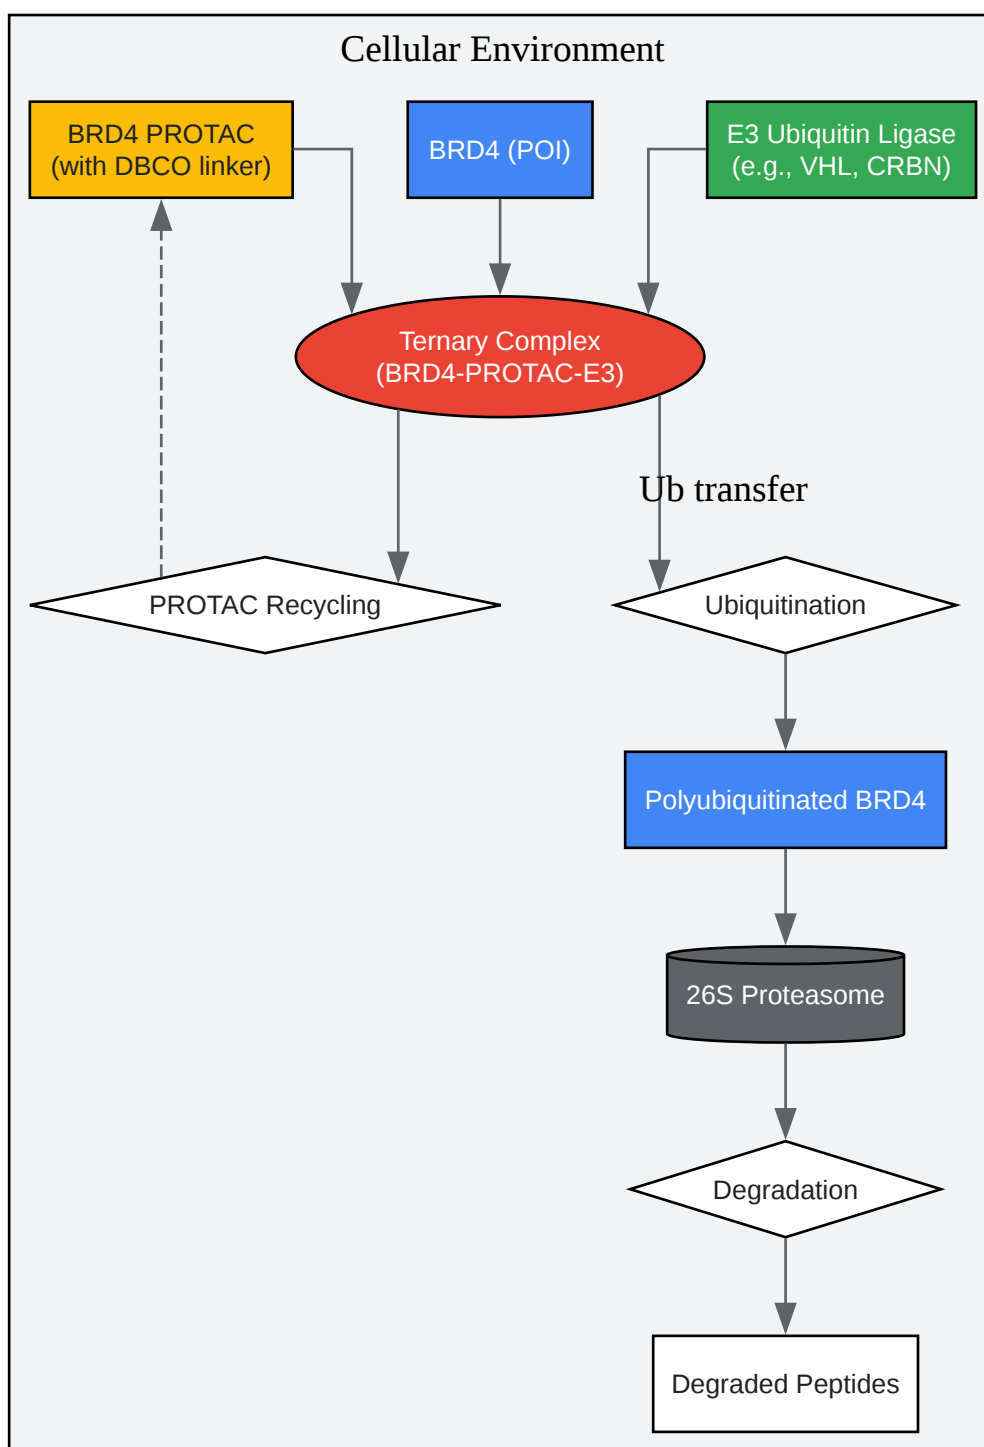 Cellular Environment
BRD4 PROTAC
(with DBCO linker)
BRD4 (POI)
E3 Ubiquitin Ligase
(e.g., VHL, CRBN)
Ternary Complex
(BRD4-PROTAC-E3)
Ub transfer
PROTAC Recycling
Ubiquitination
Polyubiquitinated BRD4
26S Proteasome
Degradation
Degraded Peptides